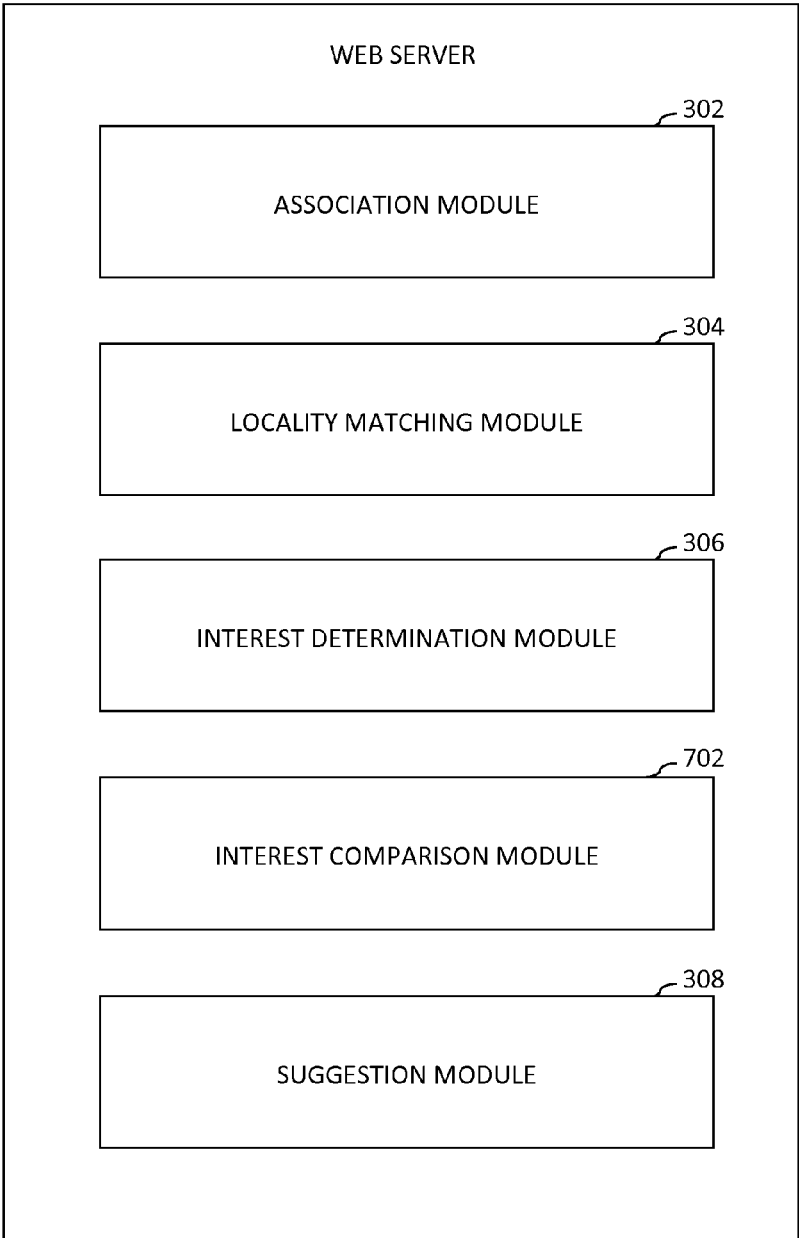 WEB SERVER
302
ASSOCIATION MODULE
304
LOCALITY MATCHING MODULE
306
INTEREST DETERMINATION MODULE
702
INTEREST COMPARISON MODULE
308
SUGGESTION MODULE